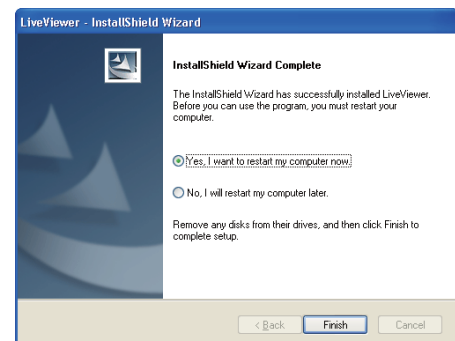 LiveViewer - InstallShield Wizard
InstallShield Wizard Complete
The InstallShield Wizard has successfully installed LiveViewer.
Before you can use the program, you must restart your
computer.
Yes, I want to restart my computer now.
No, I will restart my computer later.
Remove any disks from their drives, and then click Finish to
complete setup.
< Back Finish Cancel